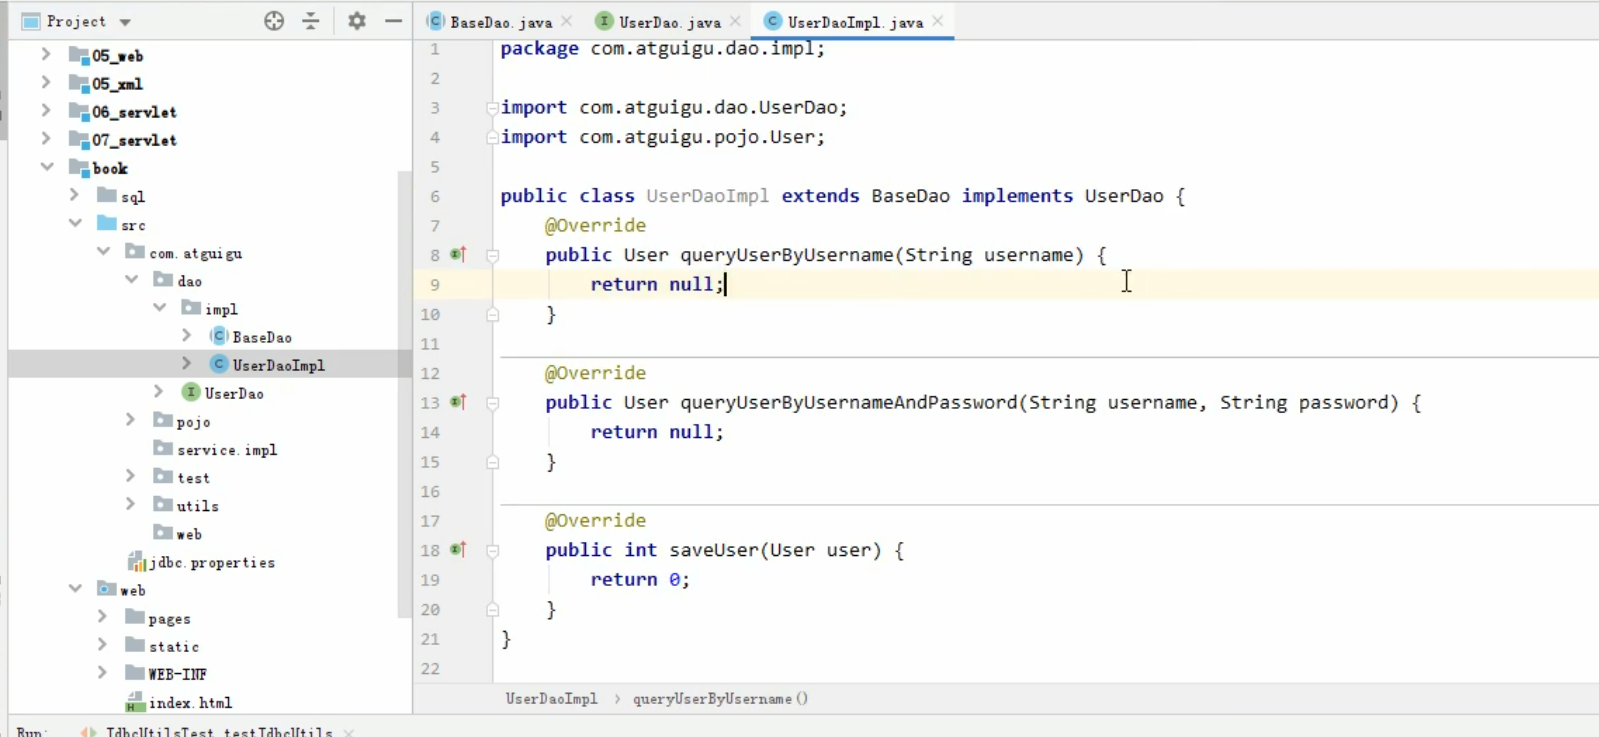 Project
BaseDao.java
UserDao.java
UserDaoImpl.java
05_web
05_xml
06_servlet
07_servlet
book
sql
src
com.atguigu
dao
impl
BaseDao
UserDaoImpl
UserDao
pojo
service.impl
test
utils
web
jdbc.properties
web
pages
static
WEB-INF
index.html
1 package com.atguigu.dao.impl;
2
3 import com.atguigu.dao.UserDao;
4 import com.atguigu.pojo.User;
5
6 public class UserDaoImpl extends BaseDao implements UserDao {
7 @Override
8 public User queryUserByUsername(String username) {
9 return null;
10 }
11
12 @Override
13 public User queryUserByUsernameAndPassword(String username, String password) {
14 return null;
15 }
16
17 @Override
18 public int saveUser(User user) {
19 return 0;
20 }
21 }
22
UserDaoImpl > queryUserByUsername()
Run: JdbcUtilsTest.testJdbcUtils